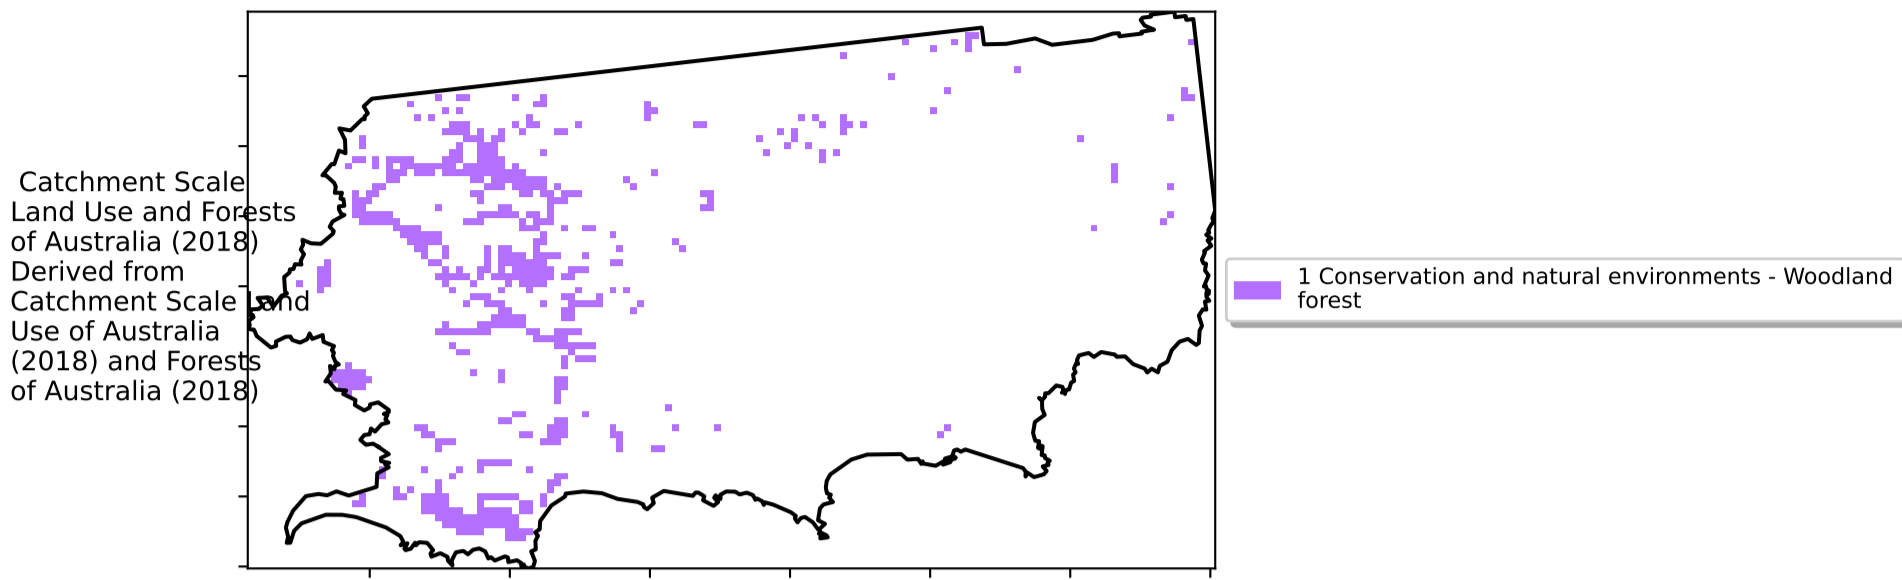 Catchment Scale
Land Use and Forests
of Australia (2018)
Derived from
Catchment Scale Land
Use of Australia
(2018) and Forests
of Australia (2018)
1 Conservation and natural environments - Woodland
forest